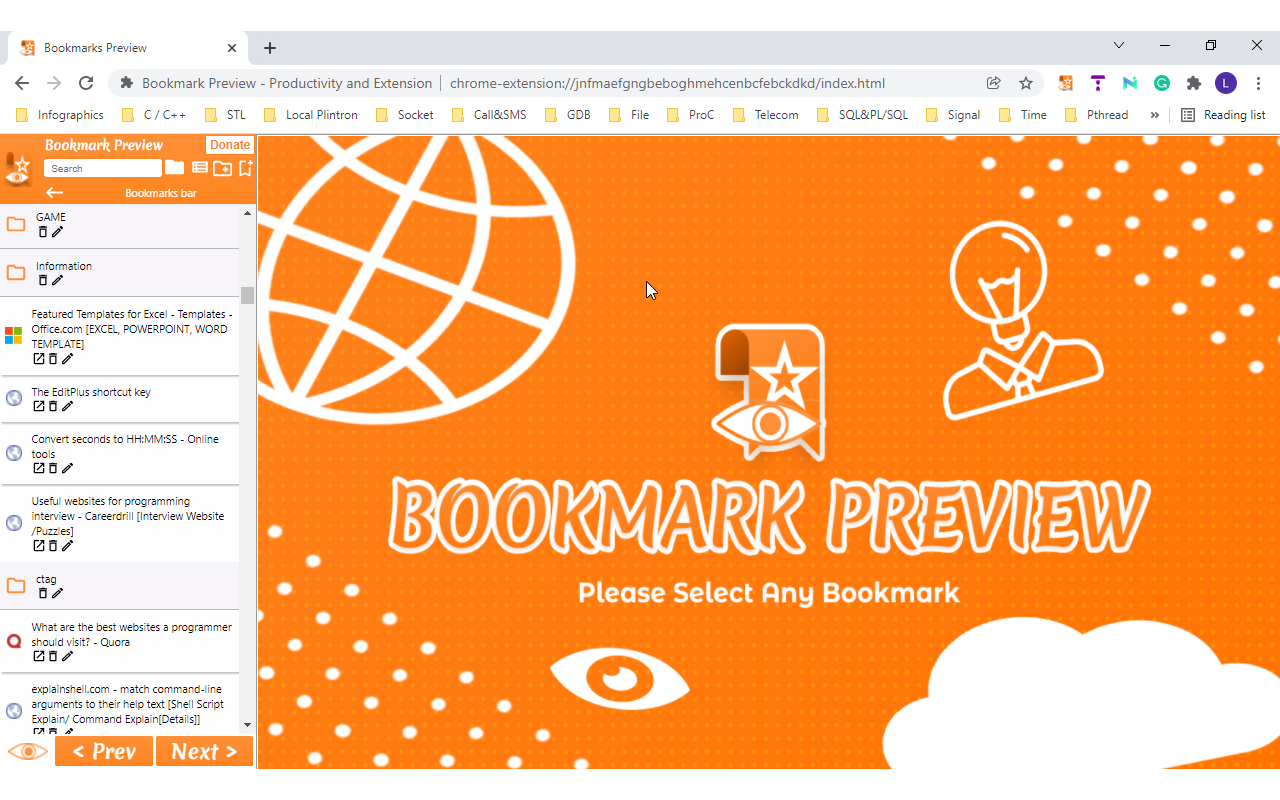 Bookmarks Preview
Bookmark Preview - Productivity and Extension | chrome-extension://jnfmaefgngbeboghmehcenbcfebckdkd/index.html
L
Infographics C / C++ STL Local Plintron Socket Call&SMS GDB File ProC Telecom SQL&PL/SQL Signal Time Pthread » Reading list
Bookmark Preview Donate
Search
Bookmarks bar
GAME
Information
Featured Templates for Excel - Templates -
Office.com [EXCEL, POWERPOINT, WORD
TEMPLATE]
The EditPlus shortcut key
Convert seconds to HH:MM:SS - Online
tools
Useful websites for programming
interview - Careerdrill [Interview Website
/Puzzles]
ctag
What are the best websites a programmer
should visit? - Quora
explainshell.com - match command-line
arguments to their help text [Shell Script
Explain/ Command Explain[Details]]
< Prev Next >
BOOKMARK PREVIEW
Please Select Any Bookmark